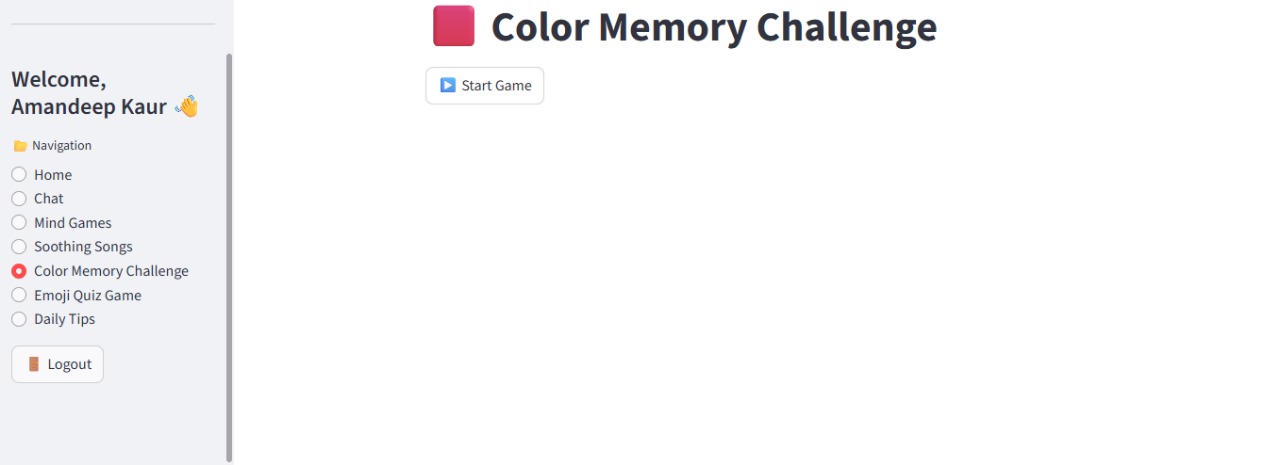 Welcome,
Amandeep Kaur 👋
📁 Navigation
Home
Chat
Mind Games
Soothing Songs
Color Memory Challenge
Emoji Quiz Game
Daily Tips
🚪 Logout
🟥 Color Memory Challenge
▶️ Start Game